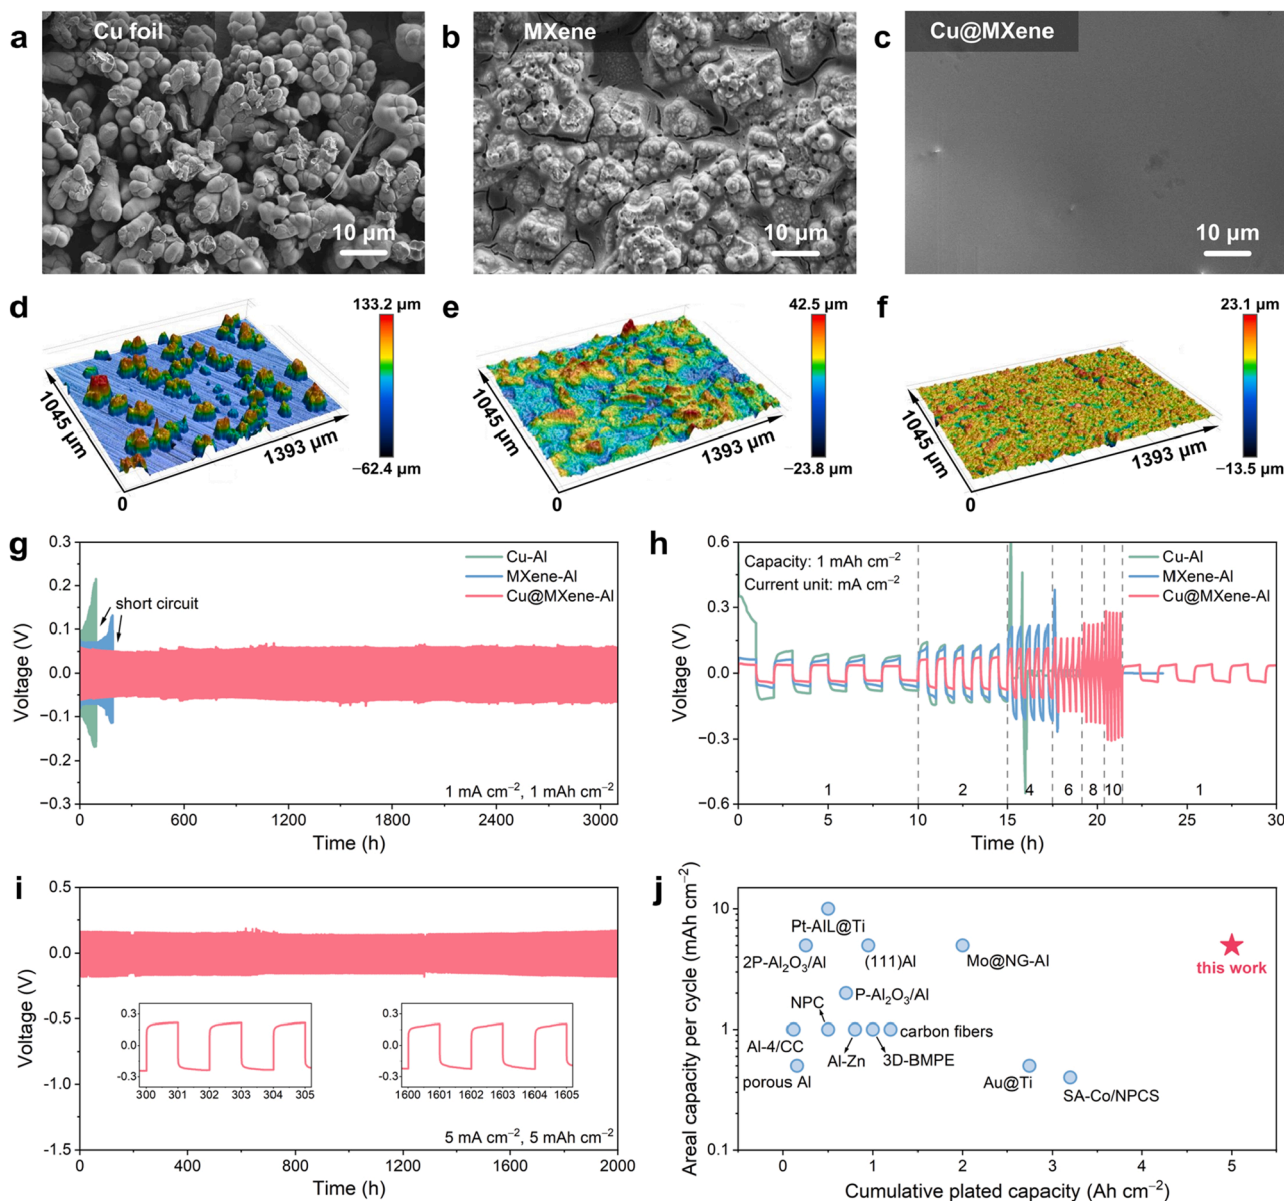 a
Cu foil
10 μm
b
MXene
10 μm
c
Cu@MXene
10 μm
d
133.2 μm
−62.4 μm
1045 μm
1393 μm
0
e
42.5 μm
−23.8 μm
1045 μm
1393 μm
0
f
23.1 μm
−13.5 μm
1045 μm
1393 μm
0
g
Voltage (V)
0.3
0.2
0.1
0.0
−0.1
−0.2
−0.3
Cu-Al
MXene-Al
Cu@MXene-Al
short circuit
1 mA cm⁻², 1 mAh cm⁻²
0 600 1200 1800 2400 3000
Time (h)
h
Voltage (V)
0.6
0.3
0.0
−0.3
−0.6
Capacity: 1 mAh cm⁻²
Current unit: mA cm⁻²
Cu-Al
MXene-Al
Cu@MXene-Al
1 2 4 6 8 10 1
0 5 10 15 20 25 30
Time (h)
i
Voltage (V)
0.5
0.0
-0.5
-1.0
-1.5
0.3
0.0
-0.3
300 301 302 303 304 305
0.3
0.0
-0.3
1600 1601 1602 1603 1604 1605
5 mA cm⁻², 5 mAh cm⁻²
0 400 800 1200 1600 2000
Time (h)
j
Areal capacity per cycle (mAh cm⁻²)
10
1
0.1
Pt-AIL@Ti
2P-Al₂O₃/Al
(111)Al
Mo@NG-Al
this work
P-Al₂O₃/Al
NPC
carbon fibers
Al-4/CC
Al-Zn
3D-BMPE
porous Al
Au@Ti
SA-Co/NPCS
0 1 2 3 4 5
Cumulative plated capacity (Ah cm⁻²)